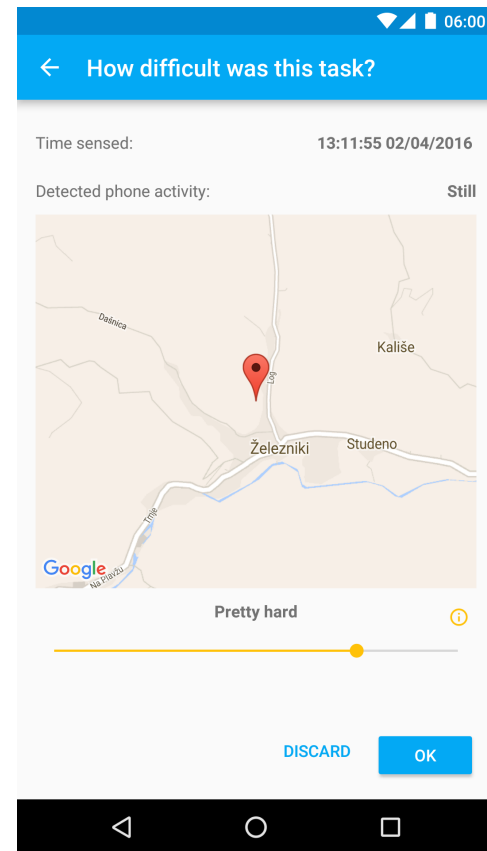 06:00
How difficult was this task?
Time sensed: 13:11:55 02/04/2016
Detected phone activity: Still
Dašnica
Kališe
Log
Železniki
Studeno
Trnje
Google
Na Plavžu
Pretty hard
DISCARD
OK